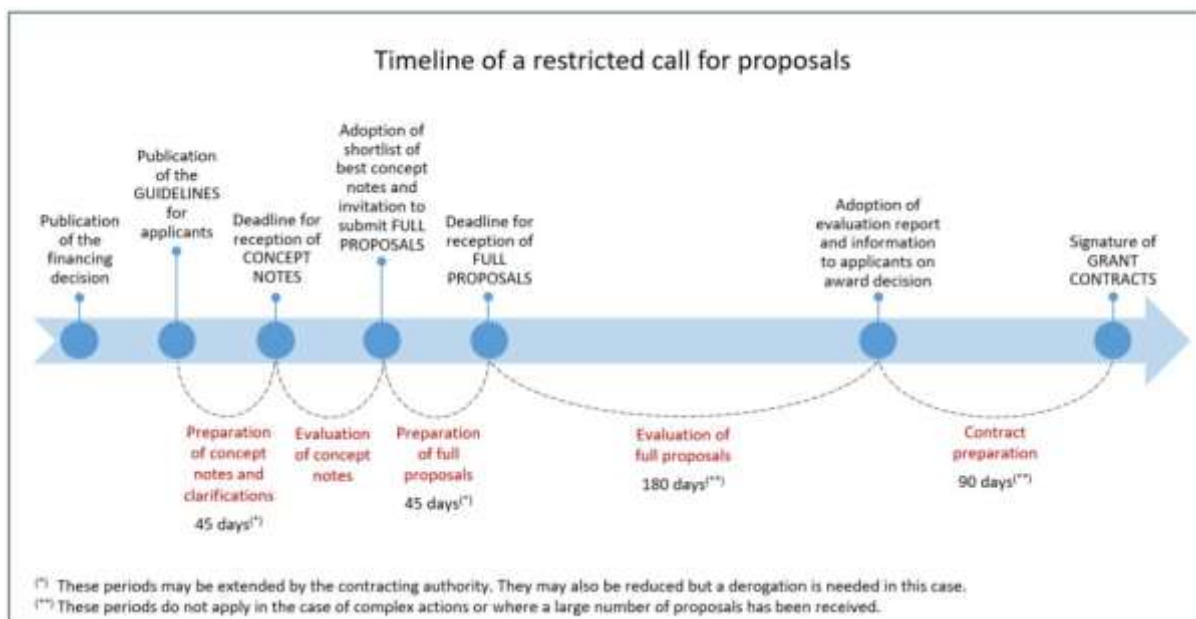 Timeline of a restricted call for proposals
Publication
of the
financing
decision
Publication
of the
GUIDELINES
for
applicants
Deadline for
reception of
CONCEPT
NOTES
Adoption of
shortlist of
best concept
notes and
invitation to
submit FULL
PROPOSALS
Deadline for
reception of
FULL
PROPOSALS
Adoption of
evaluation report
and information
to applicants on
award decision
Signature of
GRANT
CONTRACTS
Preparation
of concept
notes and
clarifications
45 days(*)
Evaluation
of concept
notes
Preparation
of full
proposals
45 days(*)
Evaluation of
full proposals
180 days(**)
Contract
preparation
90 days(**)
(*) These periods may be extended by the contracting authority. They may also be reduced but a derogation is needed in this case.
(**) These periods do not apply in the case of complex actions or where a large number of proposals has been received.